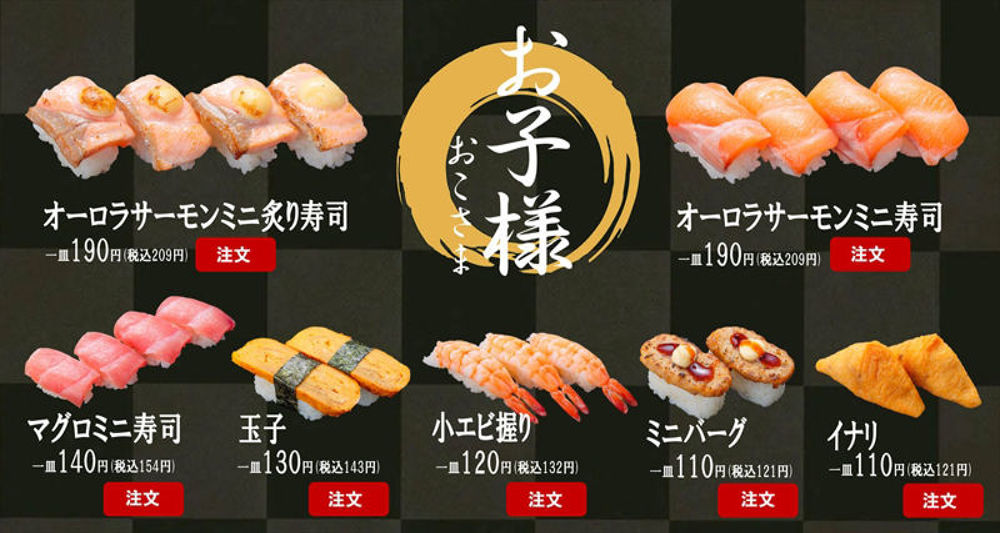 お子様
おこさま
オーロラサーモンミニ炙り寿司
一皿190円(税込209円)
注文
オーロラサーモンミニ寿司
一皿190円(税込209円)
注文
マグロミニ寿司
一皿140円(税込154円)
注文
玉子
一皿130円(税込143円)
注文
小エビ握り
一皿120円(税込132円)
注文
ミニバーグ
一皿110円(税込121円)
注文
イナリ
一皿110円(税込121円)
注文